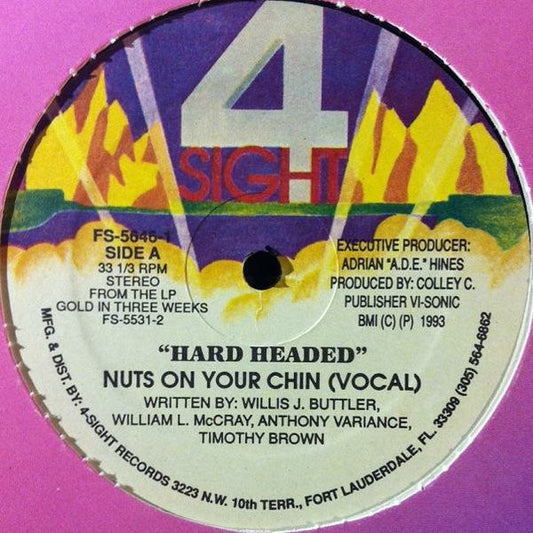 4
SIGHT
FS-5646-1
SIDE A
33 1/3 RPM
STEREO
FROM THE LP
GOLD IN THREE WEEKS
FS-5531-2
EXECUTIVE PRODUCER:
ADRIAN "A.D.E." HINES
PRODUCED BY: COLLEY C.
PUBLISHER VI-SONIC
BMI (C) (P) 1993
"HARD HEADED"
NUTS ON YOUR CHIN (VOCAL)
WRITTEN BY: WILLIS J. BUTTLER,
WILLIAM L. McCRAY, ANTHONY VARIANCE,
TIMOTHY BROWN
MFG. & DIST. BY: 4-SIGHT RECORDS 3223 N.W. 10th TERR., FORT LAUDERDALE, FL. 33309 (305) 564-6862